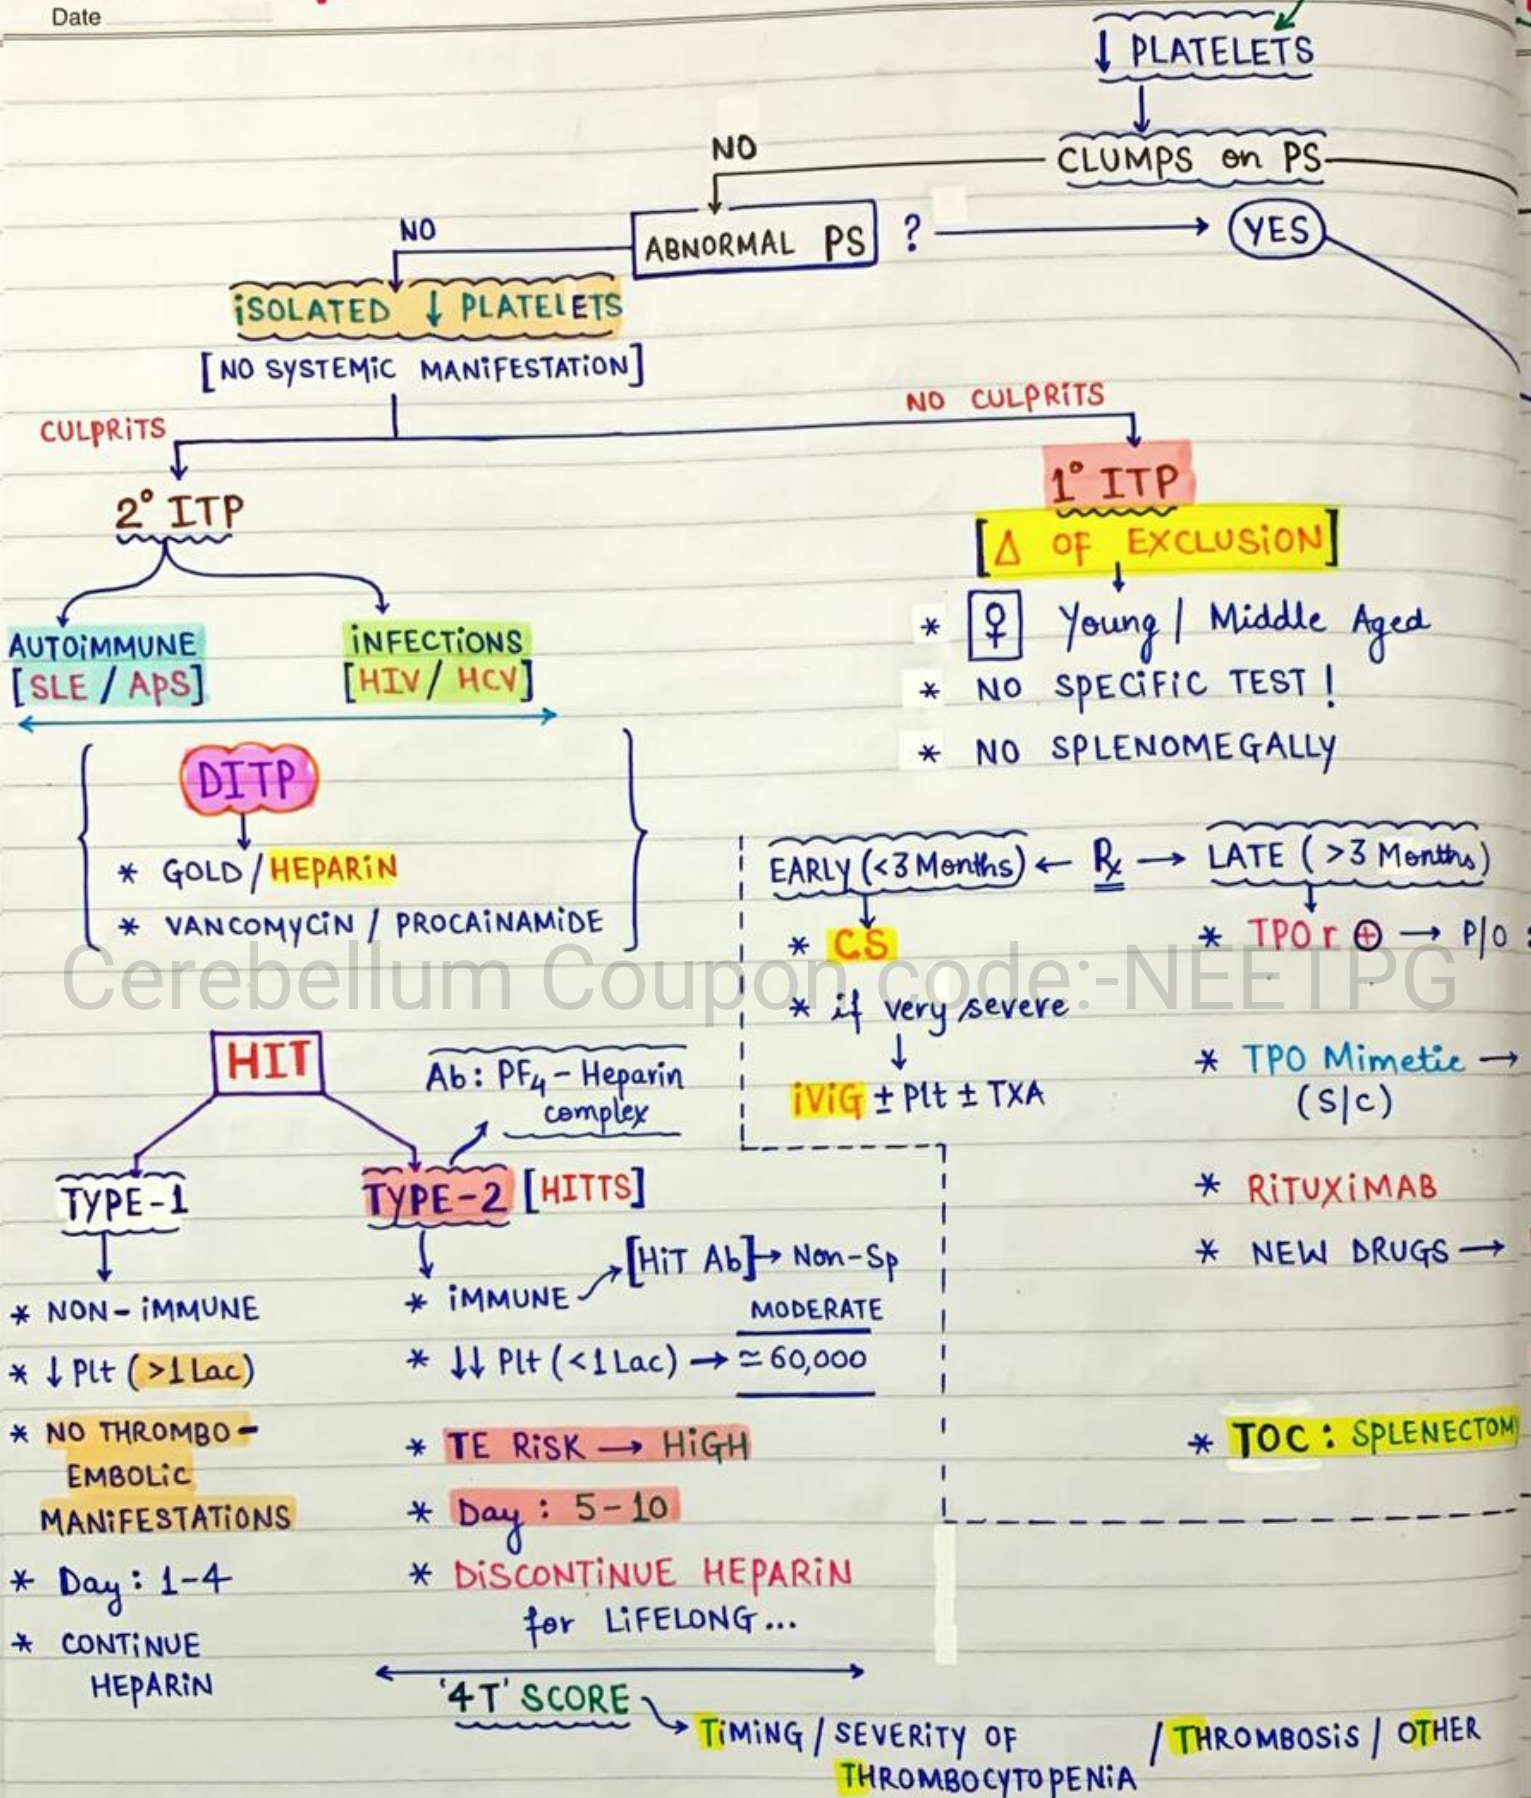 Date
↓ PLATELETS
CLUMPS on PS
NO
ABNORMAL PS ? → YES
NO
iSOLATED ↓ PLATELETS
[NO SYSTEMiC MANiFESTATiON]
CULPRiTS
NO CULPRiTS
2° ITP
1° ITP
[Δ OF EXCLUSiON]
AUTOiMMUNE
[SLE / APS]
iNFECTiONS
[HIV / HCV]
* ♀ Young / Middle Aged
* NO SPECiFiC TEST !
* NO SPLENOMEGALLY
DITP
* GOLD / HEPARiN
* VANCOMYCiN / PROCAiNAMiDE
EARLY (<3 Months) ← Rx → LATE (>3 Months)
* CS
* if very severe
iViG ± Plt ± TXA
* TPO r ⊕ → P/O :
* TPO Mimetic →
(S/C)
* RiTUXiMAB
* NEW DRUGS →
* TOC : SPLENECTOMY
Cerebellum Coupon code:-NEETPG
HIT
Ab : PF4 - Heparin
complex
TYPE-1
TYPE-2 [HITTS]
* NON-iMMUNE
* ↓ Plt (>1 Lac)
* NO THROMBO-
EMBOLiC
MANiFESTATiONS
* Day : 1-4
* CONTiNUE
HEPARiN
* iMMUNE → [HiT Ab] → Non-Sp
MODERATE
* ↓↓ Plt (<1 Lac) → ≃ 60,000
* TE RiSK → HiGH
* Day : 5-10
* DiSCONTiNUE HEPARiN
for LiFELONG...
'4T' SCORE
TiMiNG / SEVERiTY OF
THROMBOCYTOPENiA
/ THROMBOSiS / OTHER